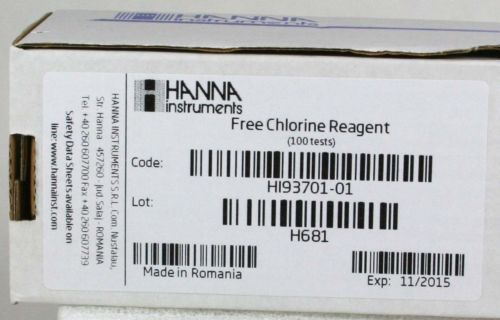 HANNA
instruments
HANNA
instruments
Free Chlorine Reagent
(100 tests)
Code:
HI93701-01
Lot:
H681
Made in Romania
Exp: 11/2015
HANNA INSTRUMENTS S.R.L. Com. Nusfalau,
Str. Hanna 457260 - Jud. Salaj - ROMANIA
Tel. +40 260 607700 Fax +40 260 607739
Safety Data Sheets available on
line: www.hannainst.com